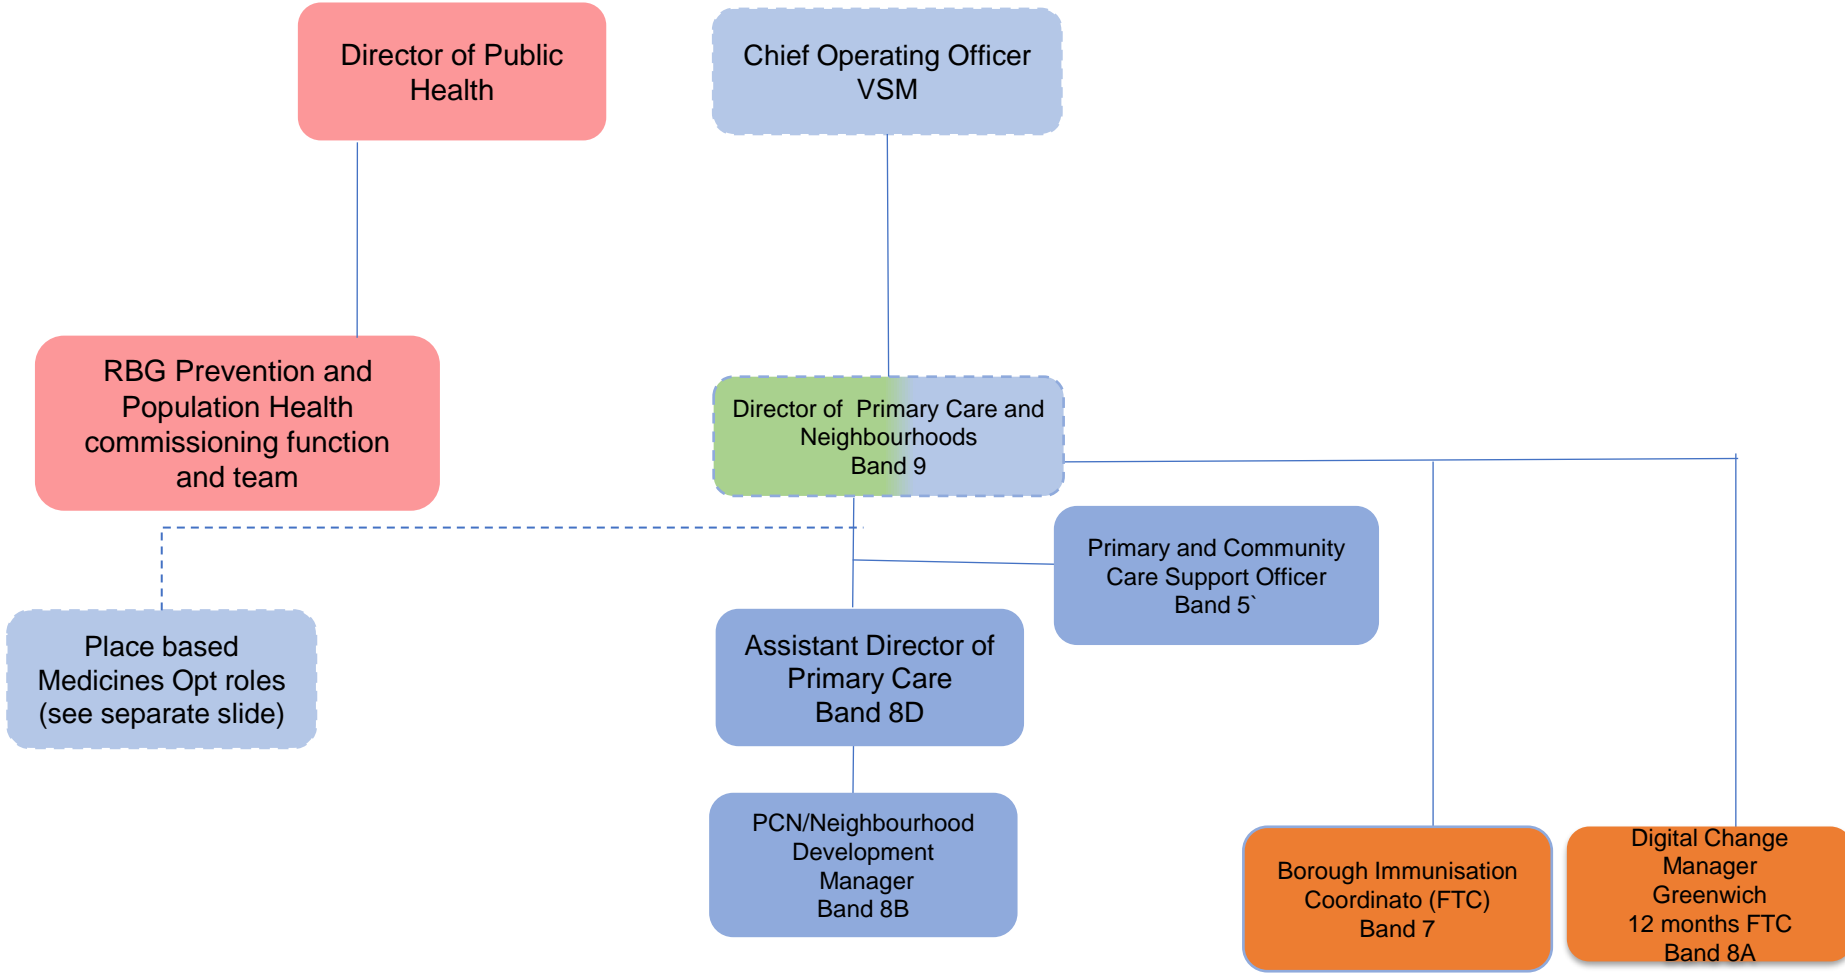 Director of Public
Health
Chief Operating Officer
VSM
RBG Prevention and
Population Health
commissioning function
and team
Director of  Primary Care and
Neighbourhoods
Band 9
Primary and Community
Care Support Officer
Band 5`
Place based
Medicines Opt roles
(see separate slide)
Assistant Director of
Primary Care
Band 8D
PCN/Neighbourhood
Development
Manager
Band 8B
Borough Immunisation
Coordinato (FTC)
Band 7
Digital Change
Manager
Greenwich
12 months FTC
Band 8A